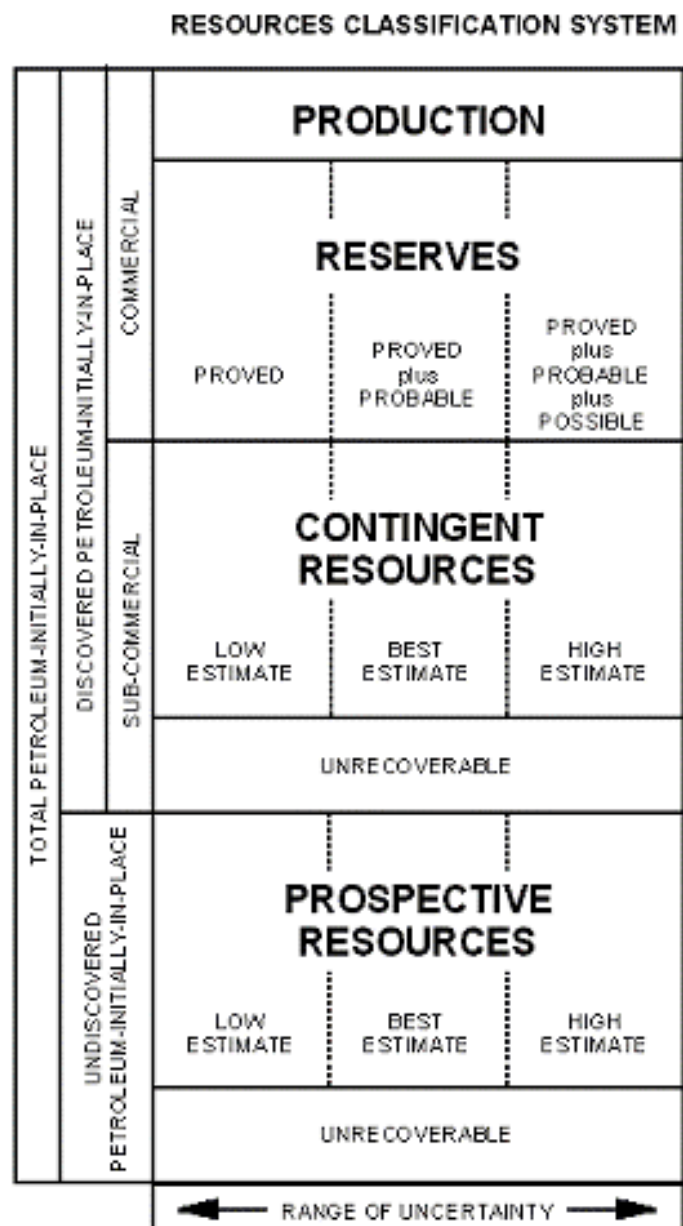 RESOURCES CLASSIFICATION SYSTEM
TOTAL PETROLEUM-INITIALLY-IN-PLACE
DISCOVERED PETROLEUM-INITIALLY-IN-PLACE
COMMERCIAL
PRODUCTION
RESERVES
PROVED
PROVED
plus
PROBABLE
PROVED
plus
PROBABLE
plus
POSSIBLE
SUB-COMMERCIAL
CONTINGENT
RESOURCES
LOW
ESTIMATE
BEST
ESTIMATE
HIGH
ESTIMATE
UNRECOVERABLE
UNDISCOVERED
PETROLEUM-INITIALLY-IN-PLACE
PROSPECTIVE
RESOURCES
LOW
ESTIMATE
BEST
ESTIMATE
HIGH
ESTIMATE
UNRECOVERABLE
RANGE OF UNCERTAINTY